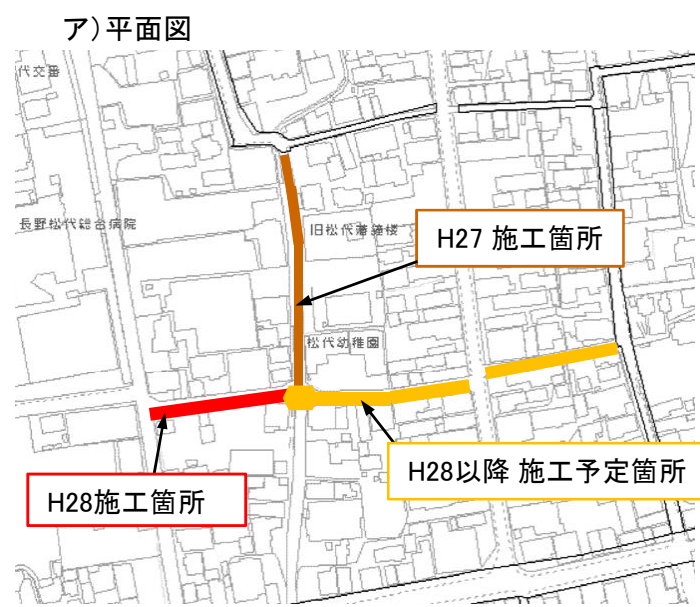 ア)平面図
代交番
長野松代総合病院
旧松代藩鐘楼
H27 施工箇所
松代幼稚園
H28以降 施工予定箇所
H28施工箇所